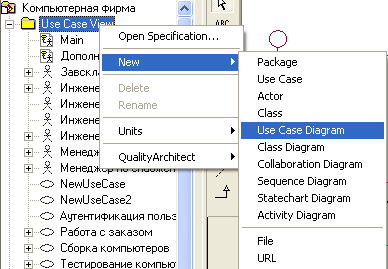 Компьютерная фирма
Use Case View
Main
Дополн
Завскла
Инжене
Инжене
Инжене
Менедж
Менеджер по снабжен
NewUseCase
NewUseCase2
Аутентификация польз
Работа с заказом
Сборка компьютеров
Тестирование компьют
ABC
Open Specification...
New
Delete
Rename
Units
QualityArchitect
Package
Use Case
Actor
Class
Use Case Diagram
Class Diagram
Collaboration Diagram
Sequence Diagram
Statechart Diagram
Activity Diagram
File
URL